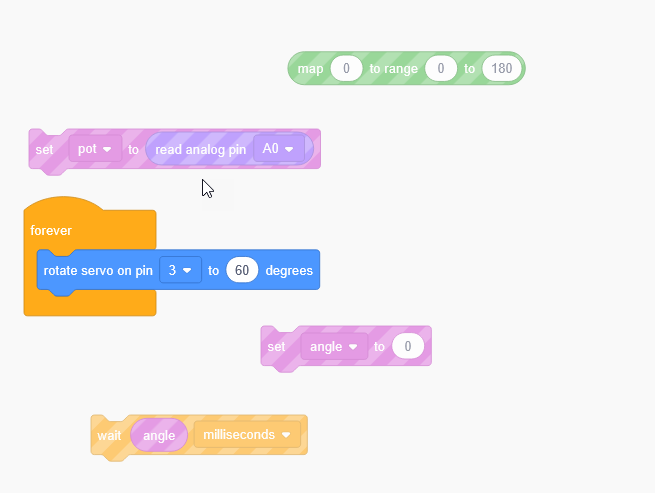 map 0 to range 0 to 180
set pot to read analog pin A0
forever
rotate servo on pin 3 to 60 degrees
set angle to 0
wait angle milliseconds